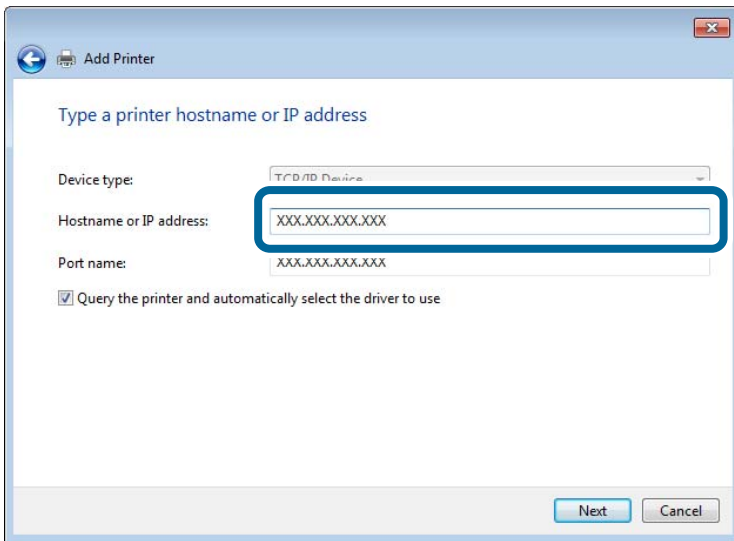 Add Printer
Type a printer hostname or IP address
Device type: TCP/IP Device
Hostname or IP address: XXX.XXX.XXX.XXX
Port name: XXX.XXX.XXX.XXX
Query the printer and automatically select the driver to use
Next Cancel